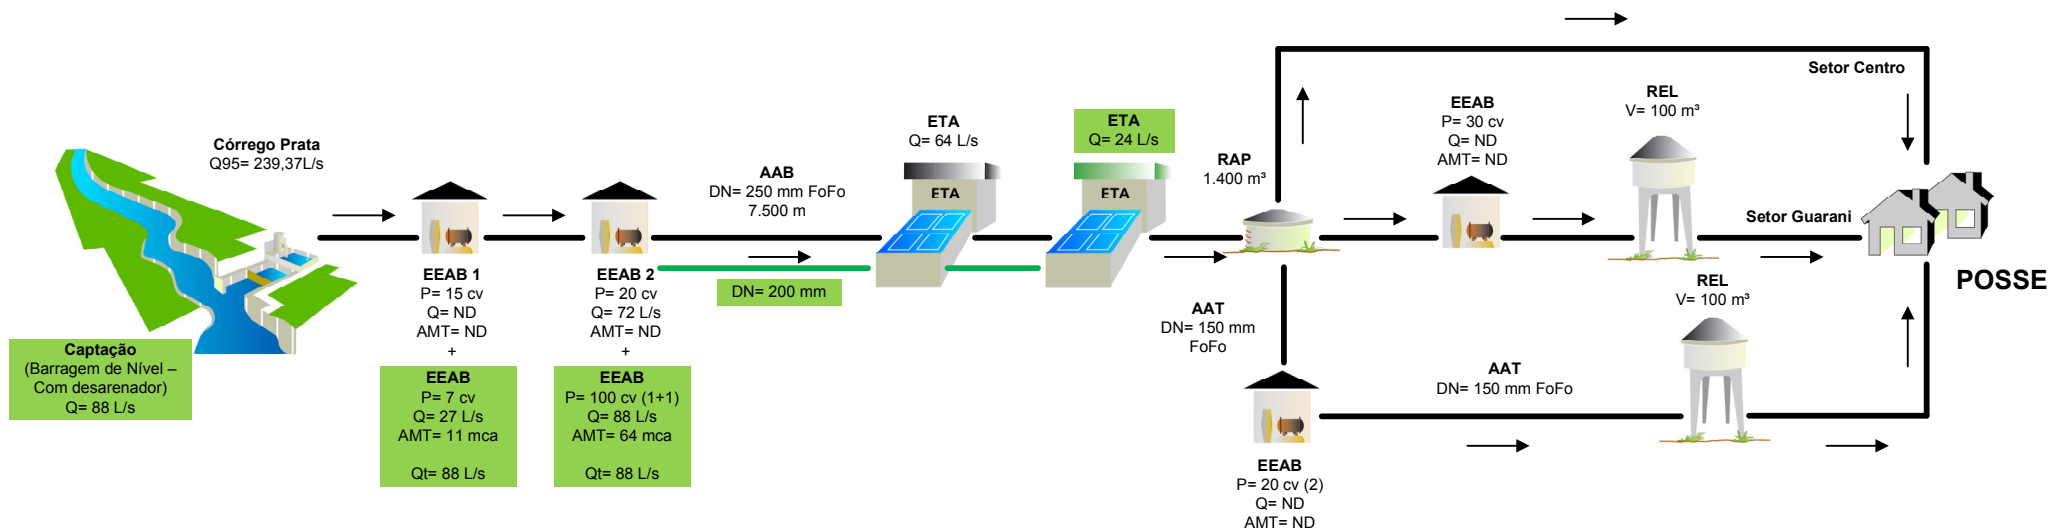 Córrego Prata
Q95= 239,37L/s
Captação
(Barragem de Nível –
Com desarenador)
Q= 88 L/s
EEAB 1
P= 15 cv
Q= ND
AMT= ND
+
EEAB
P= 7 cv
Q= 27 L/s
AMT= 11 mca
Qt= 88 L/s
EEAB 2
P= 20 cv
Q= 72 L/s
AMT= ND
+
EEAB
P= 100 cv (1+1)
Q= 88 L/s
AMT= 64 mca
Qt= 88 L/s
AAB
DN= 250 mm FoFo
7.500 m
DN= 200 mm
ETA
Q= 64 L/s
ETA
ETA
Q= 24 L/s
ETA
RAP
1.400 m³
AAT
DN= 150 mm
FoFo
EEAB
P= 30 cv
Q= ND
AMT= ND
REL
V= 100 m³
Setor Centro
Setor Guarani
EEAB
P= 20 cv (2)
Q= ND
AMT= ND
AAT
DN= 150 mm FoFo
REL
V= 100 m³
POSSE